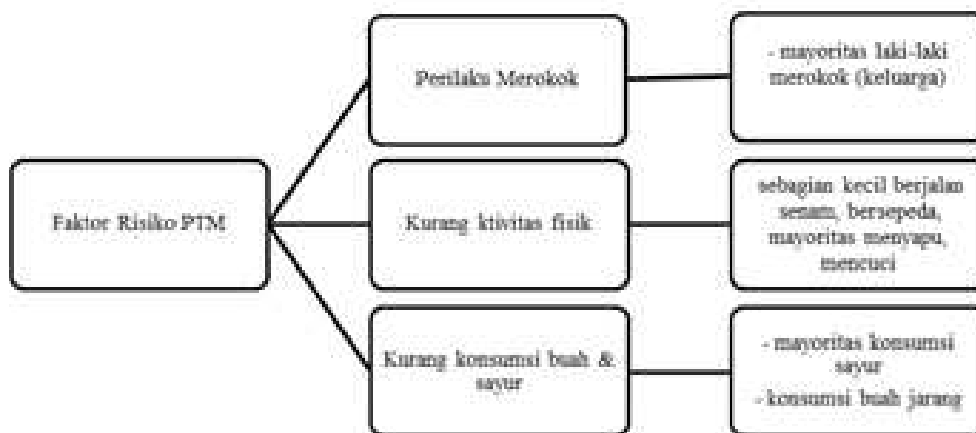 Faktor Risiko PTM
Perilaku Merokok
- mayoritas laki-laki
merokok (keluarga)
Kurang ktivitas fisik
sebagian kecil berjalan
senam, bersepeda,
mayoritas menyapu,
mencuci
Kurang konsumsi buah &
sayur
- mayoritas konsumsi
sayur
- konsumsi buah jarang